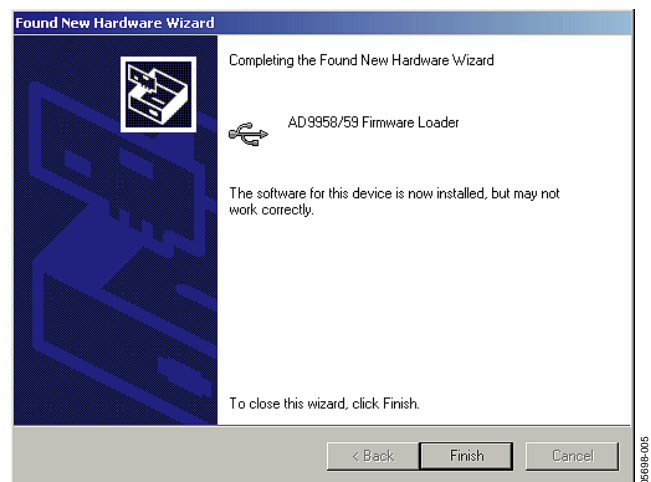 Found New Hardware Wizard
Completing the Found New Hardware Wizard
AD9958/59 Firmware Loader
The software for this device is now installed, but may not
work correctly.
To close this wizard, click Finish.
< Back
Finish
Cancel
05698-005